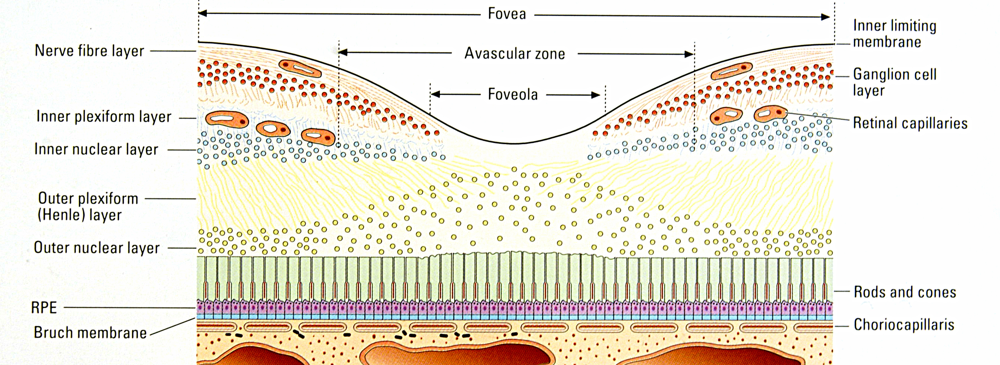 Fovea
Inner limiting
membrane
Nerve fibre layer
Avascular zone
Ganglion cell
layer
Foveola
Inner plexiform layer
Retinal capillaries
Inner nuclear layer
Outer plexiform
(Henle) layer
Outer nuclear layer
Rods and cones
RPE
Choriocapillaris
Bruch membrane